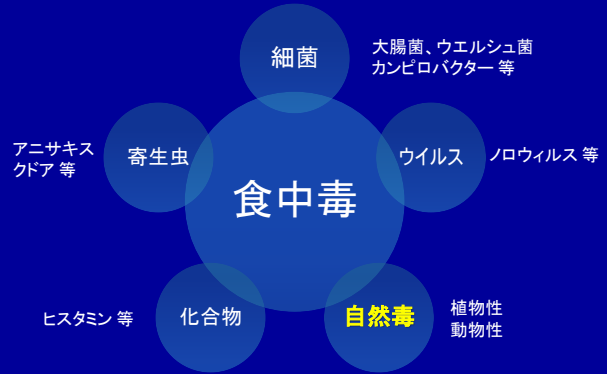 細菌
大腸菌、ウエルシュ菌
カンピロバクター 等
アニサキス
クドア 等
寄生虫
ウイルス
ノロウィルス 等
食中毒
ヒスタミン 等
化合物
自然毒
植物性
動物性